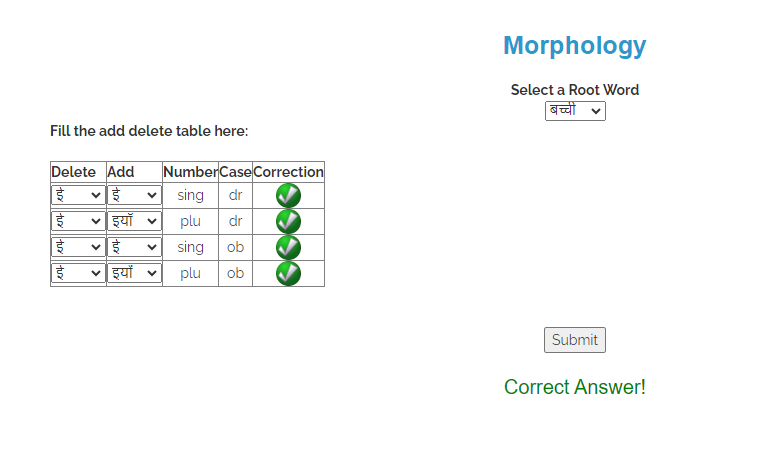 Morphology
Select a Root Word
बच्ची
Fill the add delete table here:
Delete Add Number Case Correction
ई ई sing dr
ई इयाँ plu dr
ई ई sing ob
ई इयों plu ob
Submit
Correct Answer!